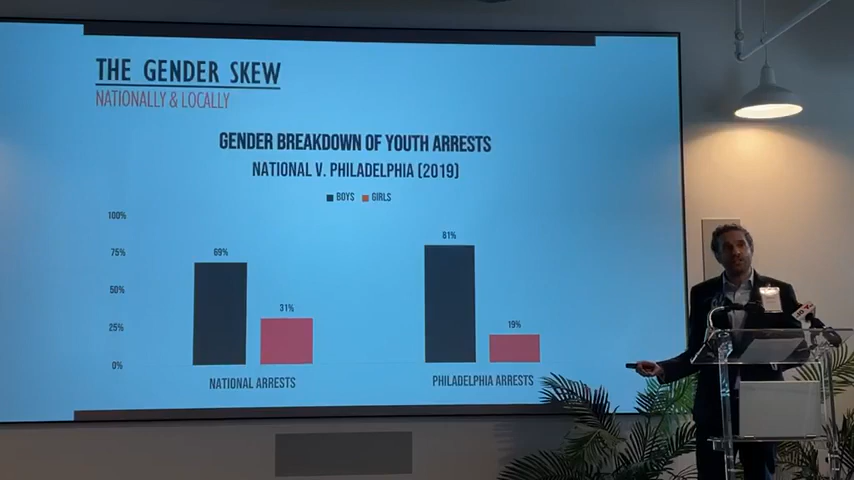 THE GENDER SKEW
NATIONALLY & LOCALLY
GENDER BREAKDOWN OF YOUTH ARRESTS
NATIONAL V. PHILADELPHIA (2019)
BOYS GIRLS
100%
75%
50%
25%
0%
69%
31%
81%
19%
NATIONAL ARRESTS
PHILADELPHIA ARRESTS